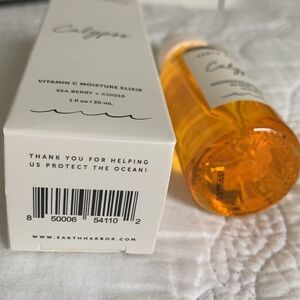 Calypso
VITAMIN C MOISTURE ELIXIR
SEA BERRY + COQ10
1 fl oz | 30 mL
THANK YOU FOR HELPING
US PROTECT THE OCEAN!
8 50006 54110 2
WWW.EARTHHARBOR.COM
Calypso